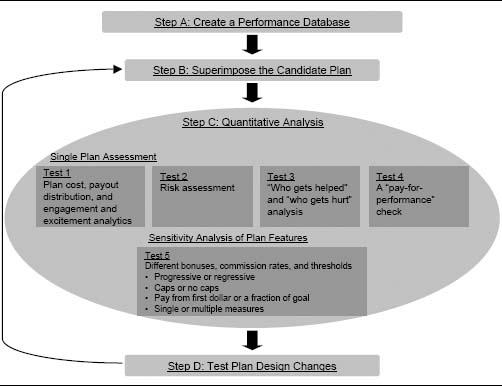 Step A: Create a Performance Database
Step B: Superimpose the Candidate Plan
Step C: Quantitative Analysis
Single Plan Assessment
Test 1
Plan cost, payout
distribution, and
engagement and
excitement analytics
Test 2
Risk assessment
Test 3
“Who gets helped”
and “who gets hurt”
analysis
Test 4
A “pay-for-
performance”
check
Sensitivity Analysis of Plan Features
Test 5
Different bonuses, commission rates, and thresholds
• Progressive or regressive
• Caps or no caps
• Pay from first dollar or a fraction of goal
• Single or multiple measures
Step D: Test Plan Design Changes